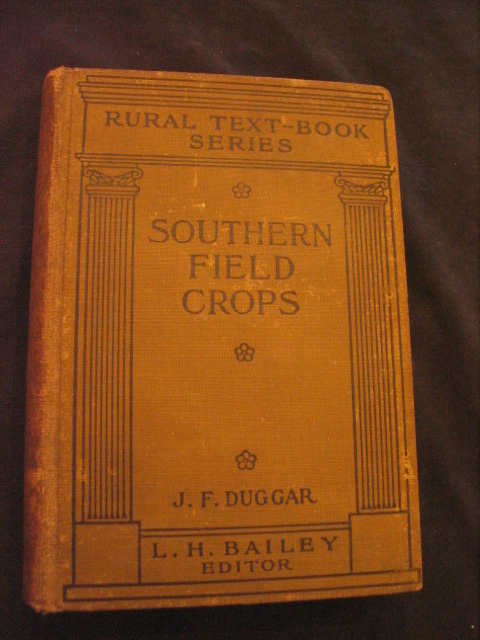 RURAL TEXT-BOOK
SERIES
SOUTHERN
FIELD
CROPS
J. F. DUGGAR
L. H. BAILEY
EDITOR